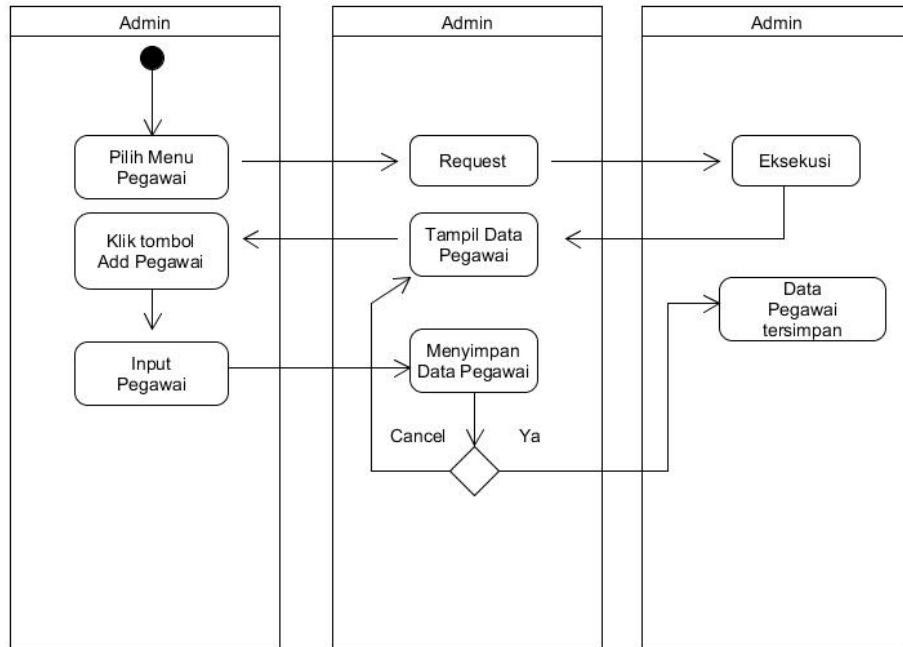 Admin
Admin
Admin
Pilih Menu
Pegawai
Request
Eksekusi
Klik tombol
Add Pegawai
Tampil Data
Pegawai
Data
Pegawai
tersimpan
Input
Pegawai
Menyimpan
Data Pegawai
Cancel
Ya